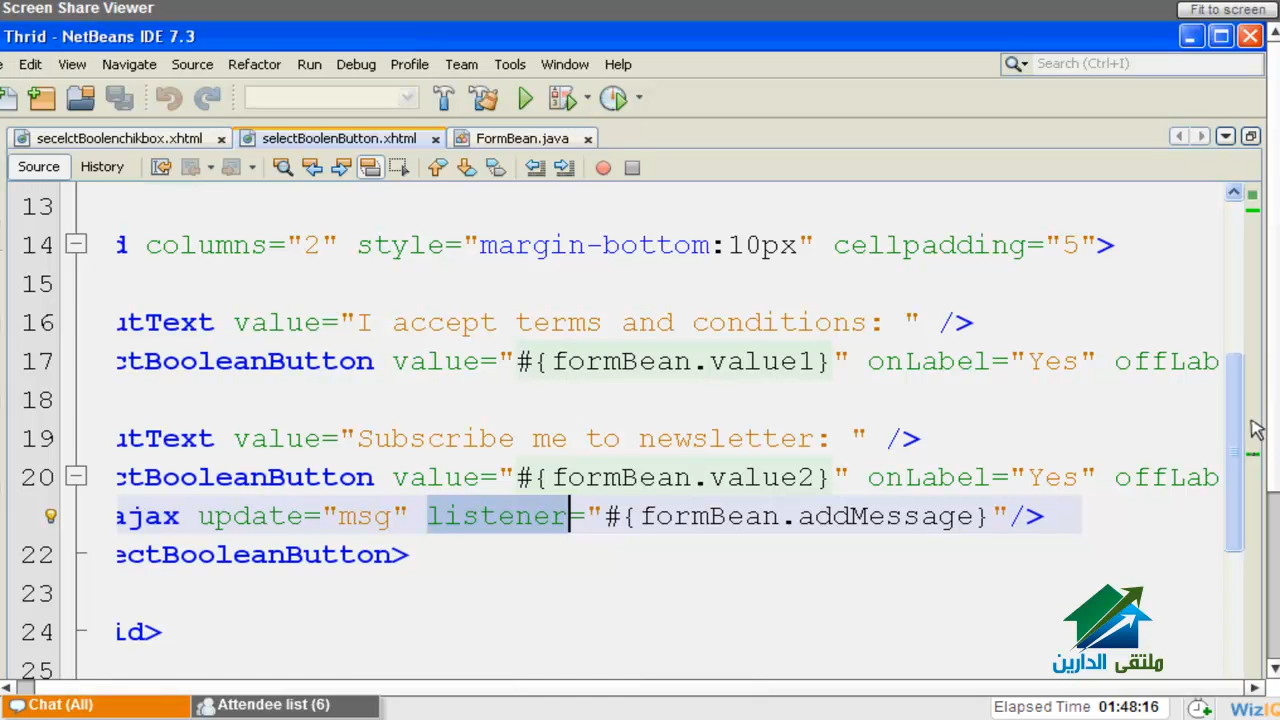 Screen Share Viewer
Fit to screen
Thrid - NetBeans IDE 7.3
Edit View Navigate Source Refactor Run Debug Profile Team Tools Window Help
Search (Ctrl+I)
secelctBoolenchikbox.xhtml selectBoolenButton.xhtml FormBean.java
Source History
13
14 d columns="2" style="margin-bottom:10px" cellpadding="5">
15
16 utText value="I accept terms and conditions: " />
17 ctBooleanButton value="#{formBean.value1}" onLabel="Yes" offLab
18
19 utText value="Subscribe me to newsletter: " />
20 ctBooleanButton value="#{formBean.value2}" onLabel="Yes" offLab
ajax update="msg" listener="#{formBean.addMessage}"/>
22 ectBooleanButton>
23
24 id>
25
ملتقى الدارين
Chat (All) Attendee list (6) Elapsed Time 01:48:16 WizIQ